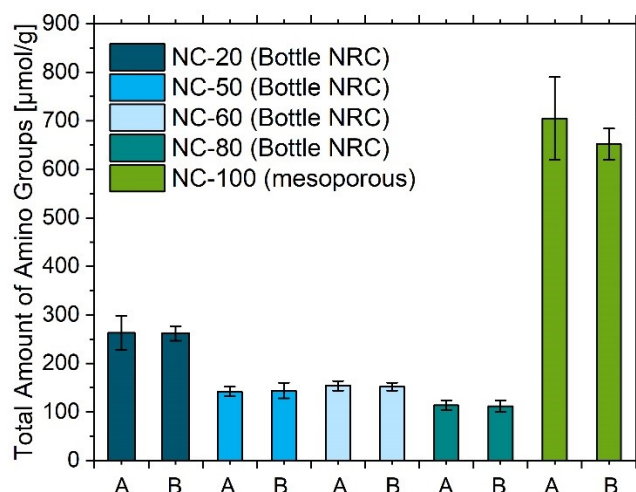 Total Amount of Amino Groups [µmol/g]
900
800
700
600
500
400
300
200
100
0
NC-20 (Bottle NRC)
NC-50 (Bottle NRC)
NC-60 (Bottle NRC)
NC-80 (Bottle NRC)
NC-100 (mesoporous)
A B A B A B A B A B